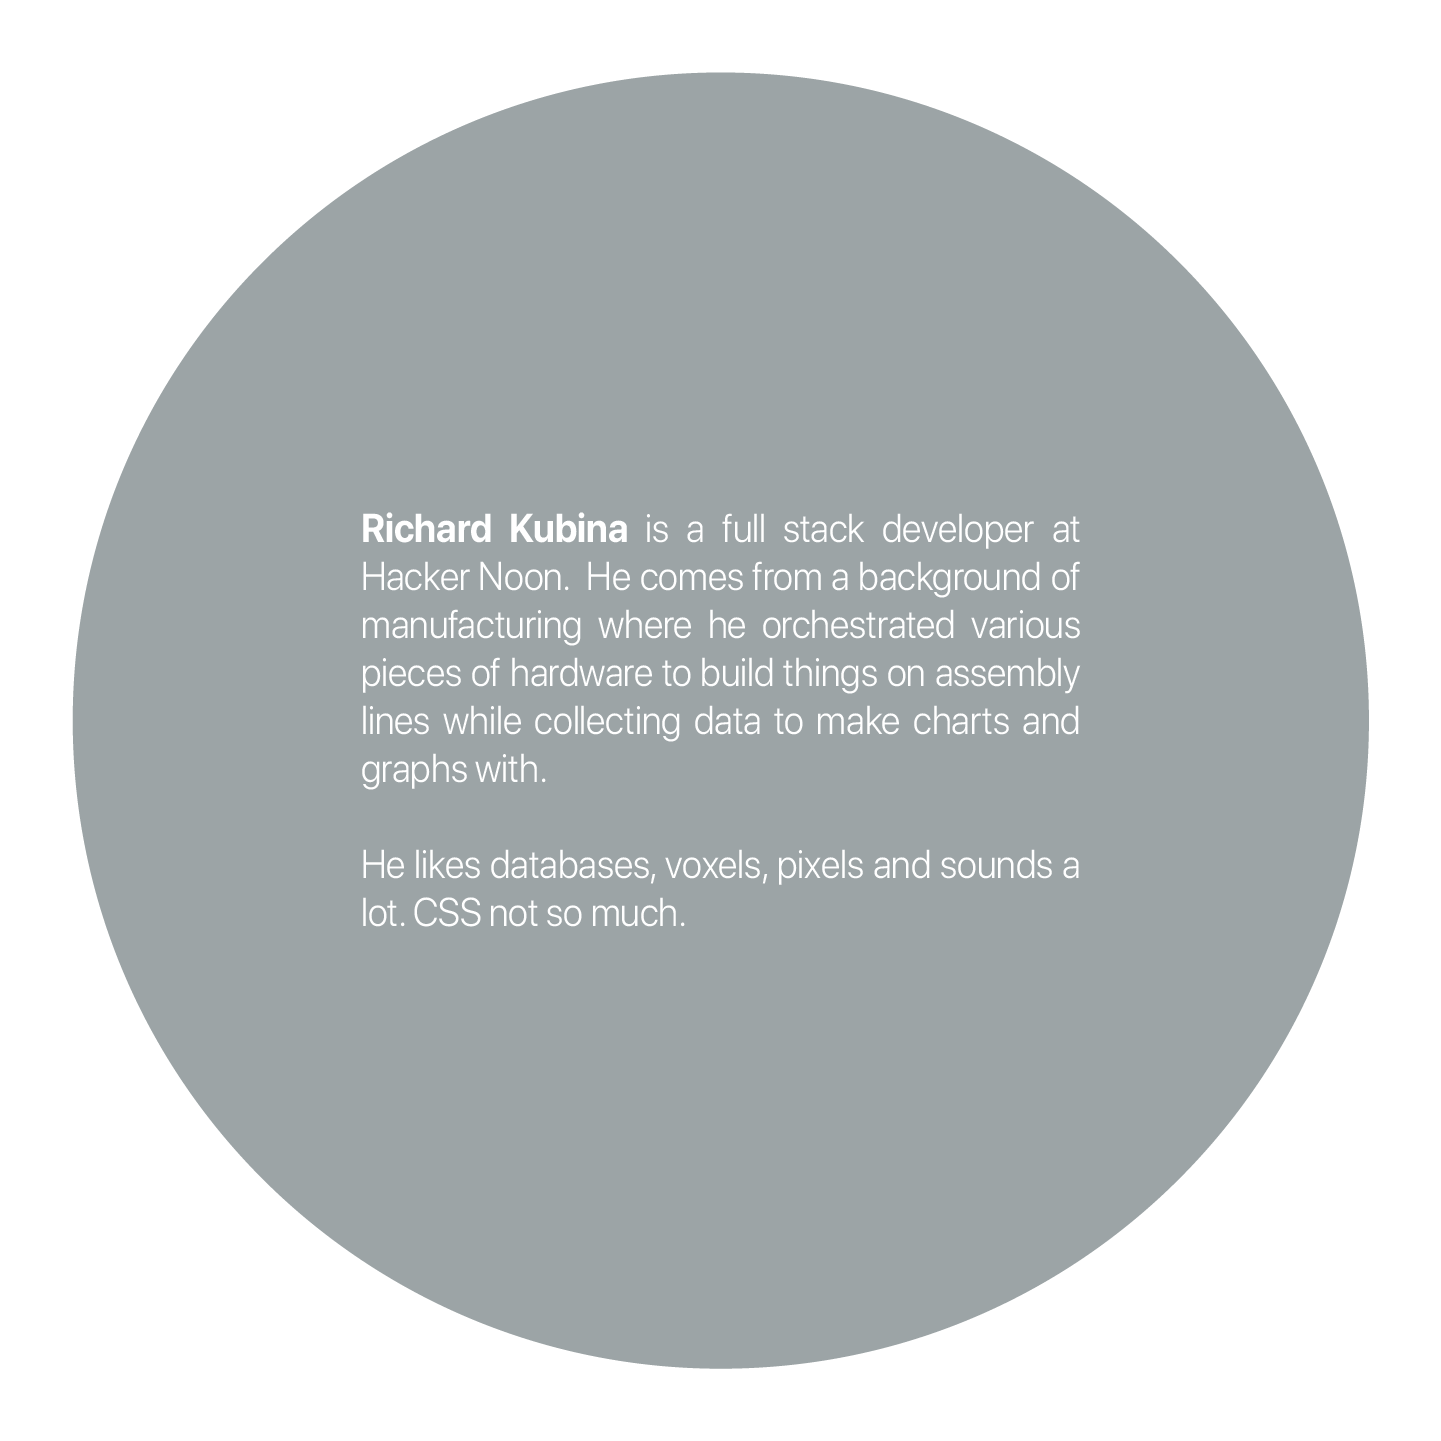 Richard Kubina is a full stack developer at
Hacker Noon.  He comes from a background of
manufacturing where he orchestrated various
pieces of hardware to build things on assembly
lines while collecting data to make charts and
graphs with.
He likes databases, voxels, pixels and sounds a
lot. CSS not so much.